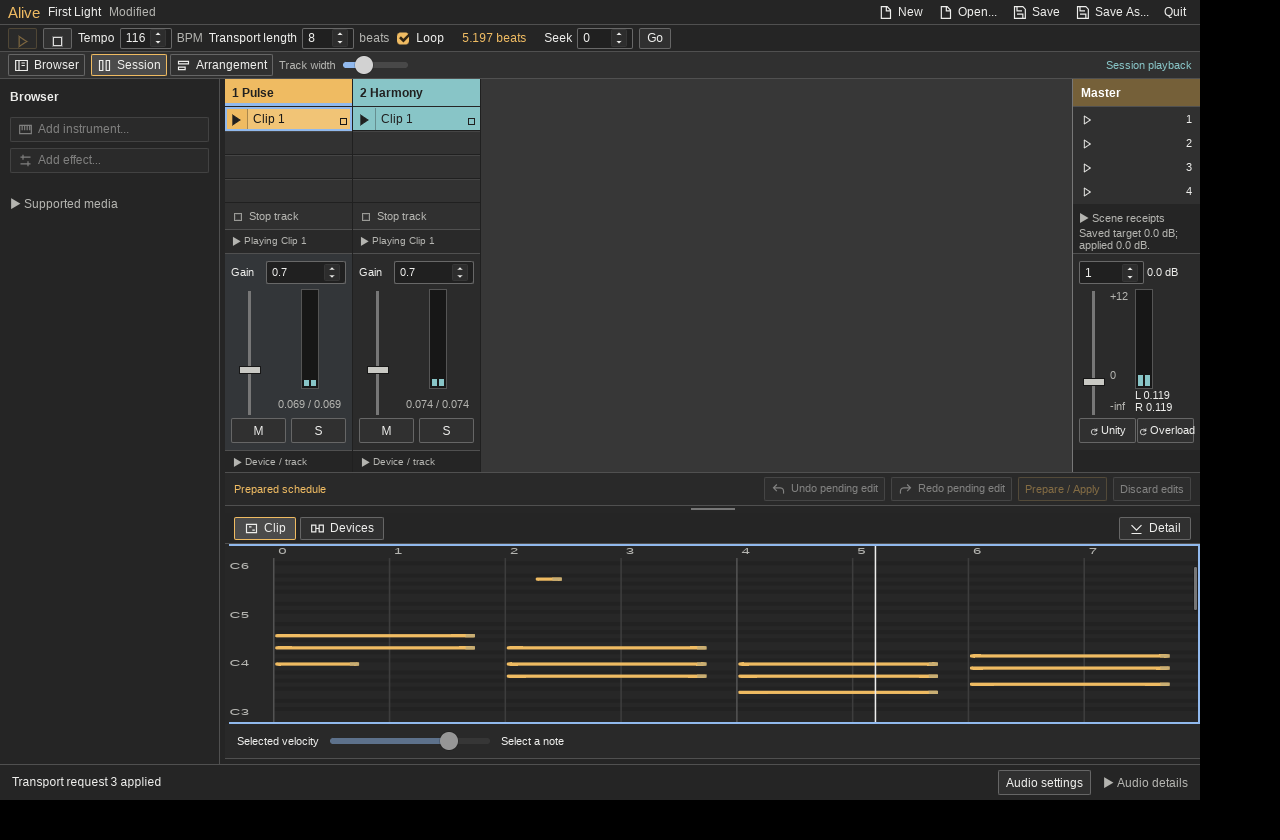 Alive First Light Modified New Open... Save Save As... Quit
Tempo 116 BPM Transport length 8 beats Loop 5.197 beats Seek 0 Go
Browser Session Arrangement Track width Session playback
Browser
Add instrument...
Add effect...
Supported media
1 Pulse 2 Harmony Master
Clip 1 Clip 1 1
2
3
4
Stop track Stop track Scene receipts
Playing Clip 1 Playing Clip 1 Saved target 0.0 dB;
applied 0.0 dB.
Gain 0.7 Gain 0.7 1 0.0 dB
+12
0
-inf
0.069 / 0.069 0.074 / 0.074 L 0.119
R 0.119
M S M S Unity Overload
Device / track Device / track
Prepared schedule Undo pending edit Redo pending edit Prepare / Apply Discard edits
Clip Devices Detail
0 1 2 3 4 5 6 7
C6
C5
C4
C3
Selected velocity Select a note
Transport request 3 applied Audio settings Audio details